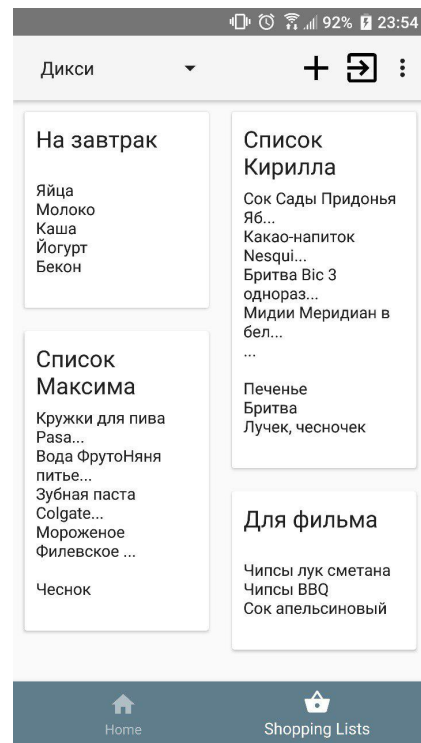 92% 23:54
Дикси
На завтрак
Яйца
Молоко
Каша
Йогурт
Бекон
Список
Максима
Кружки для пива
Pasa...
Вода ФрутоНяня
питье...
Зубная паста
Colgate...
Мороженое
Филевское ...
Чеснок
Список
Кирилла
Сок Сады Придонья
Яб...
Какао-напиток
Nesqui...
Бритва Bic 3
однораз...
Мидии Меридиан в
бел...
...
Печенье
Бритва
Лучек, чесночек
Для фильма
Чипсы лук сметана
Чипсы BBQ
Сок апельсиновый
Home
Shopping Lists